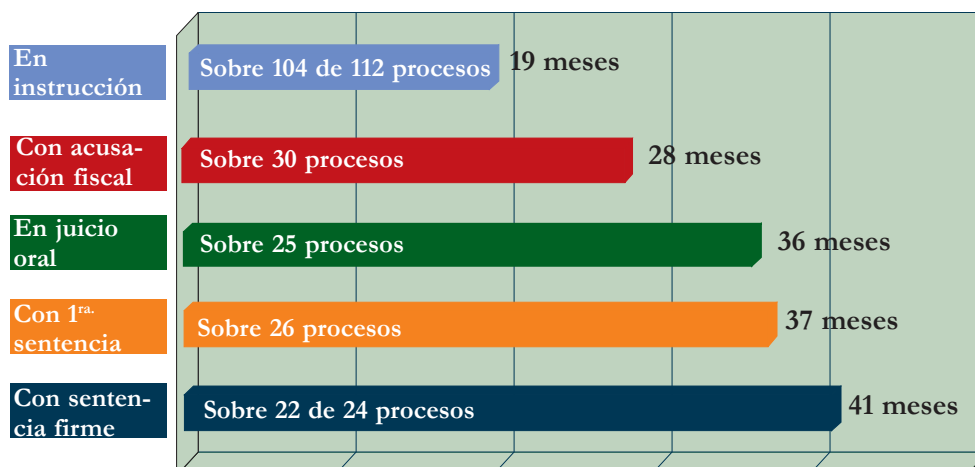 En
instrucción
Sobre 104 de 112 procesos
19 meses
Con acusa-
ción fiscal
Sobre 30 procesos
28 meses
En juicio
oral
Sobre 25 procesos
36 meses
Con 1ra.
sentencia
Sobre 26 procesos
37 meses
Con senten-
cia firme
Sobre 22 de 24 procesos
41 meses